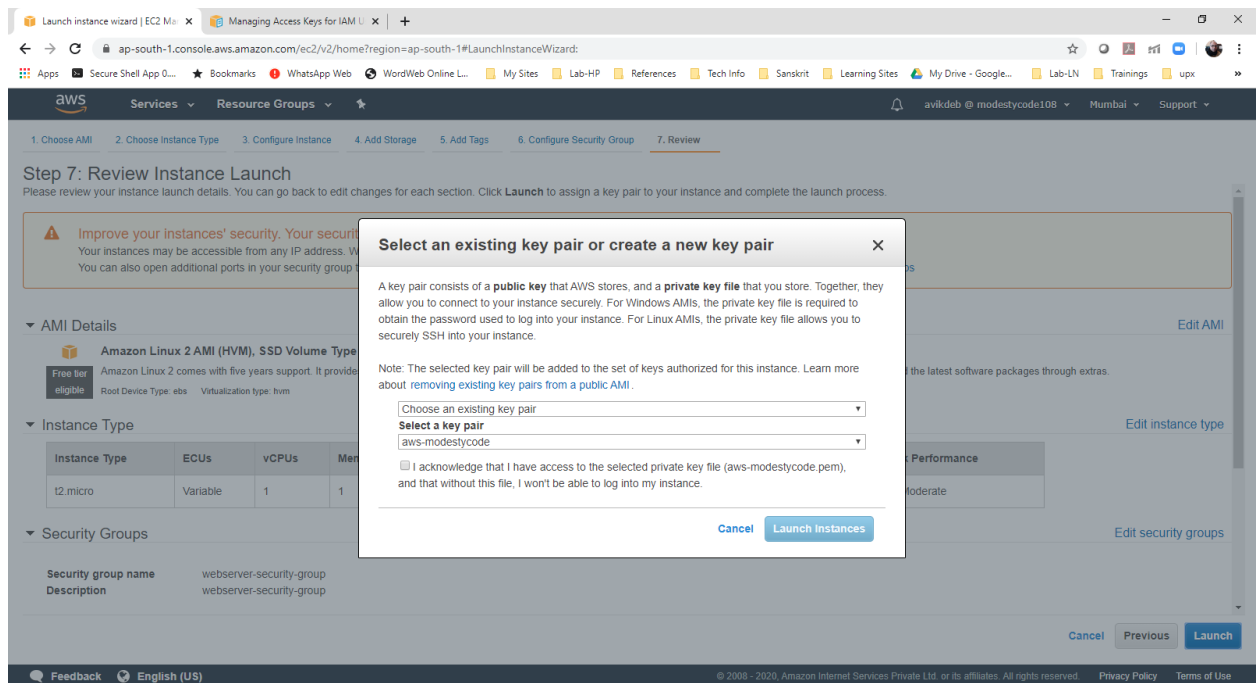 Launch instance wizard | EC2 Ma
Managing Access Keys for IAM U
ap-south-1.console.aws.amazon.com/ec2/v2/home?region=ap-south-1#LaunchInstanceWizard:
Apps Secure Shell App 0.... Bookmarks WhatsApp Web WordWeb Online L... My Sites Lab-HP References Tech Info Sanskrit Learning Sites My Drive - Google... Lab-LN Trainings upx »
aws Services Resource Groups avikdeb @ modestycode108 Mumbai Support
1. Choose AMI 2. Choose Instance Type 3. Configure Instance 4. Add Storage 5. Add Tags 6. Configure Security Group 7. Review
Step 7: Review Instance Launch
Please review your instance launch details. You can go back to edit changes for each section. Click Launch to assign a key pair to your instance and complete the launch process.
Improve your instances' security. Your securit
Your instances may be accessible from any IP address. W
You can also open additional ports in your security group t
ps
AMI Details
Edit AMI
Amazon Linux 2 AMI (HVM), SSD Volume Type
Free tier eligible
Amazon Linux 2 comes with five years support. It provide
d the latest software packages through extras.
Root Device Type: ebs Virtualization type: hvm
Instance Type
Edit instance type
Instance Type ECUs vCPUs Mem
k Performance
t2.micro Variable 1 1
Moderate
Security Groups
Edit security groups
Security group name webserver-security-group
Description webserver-security-group
Select an existing key pair or create a new key pair
A key pair consists of a public key that AWS stores, and a private key file that you store. Together, they
allow you to connect to your instance securely. For Windows AMIs, the private key file is required to
obtain the password used to log into your instance. For Linux AMIs, the private key file allows you to
securely SSH into your instance.
Note: The selected key pair will be added to the set of keys authorized for this instance. Learn more
about removing existing key pairs from a public AMI .
Choose an existing key pair
Select a key pair
aws-modestycode
I acknowledge that I have access to the selected private key file (aws-modestycode.pem),
and that without this file, I won't be able to log into my instance.
Cancel Launch Instances
Cancel Previous Launch
Feedback English (US) © 2008 - 2020, Amazon Internet Services Private Ltd. or its affiliates. All rights reserved. Privacy Policy Terms of Use